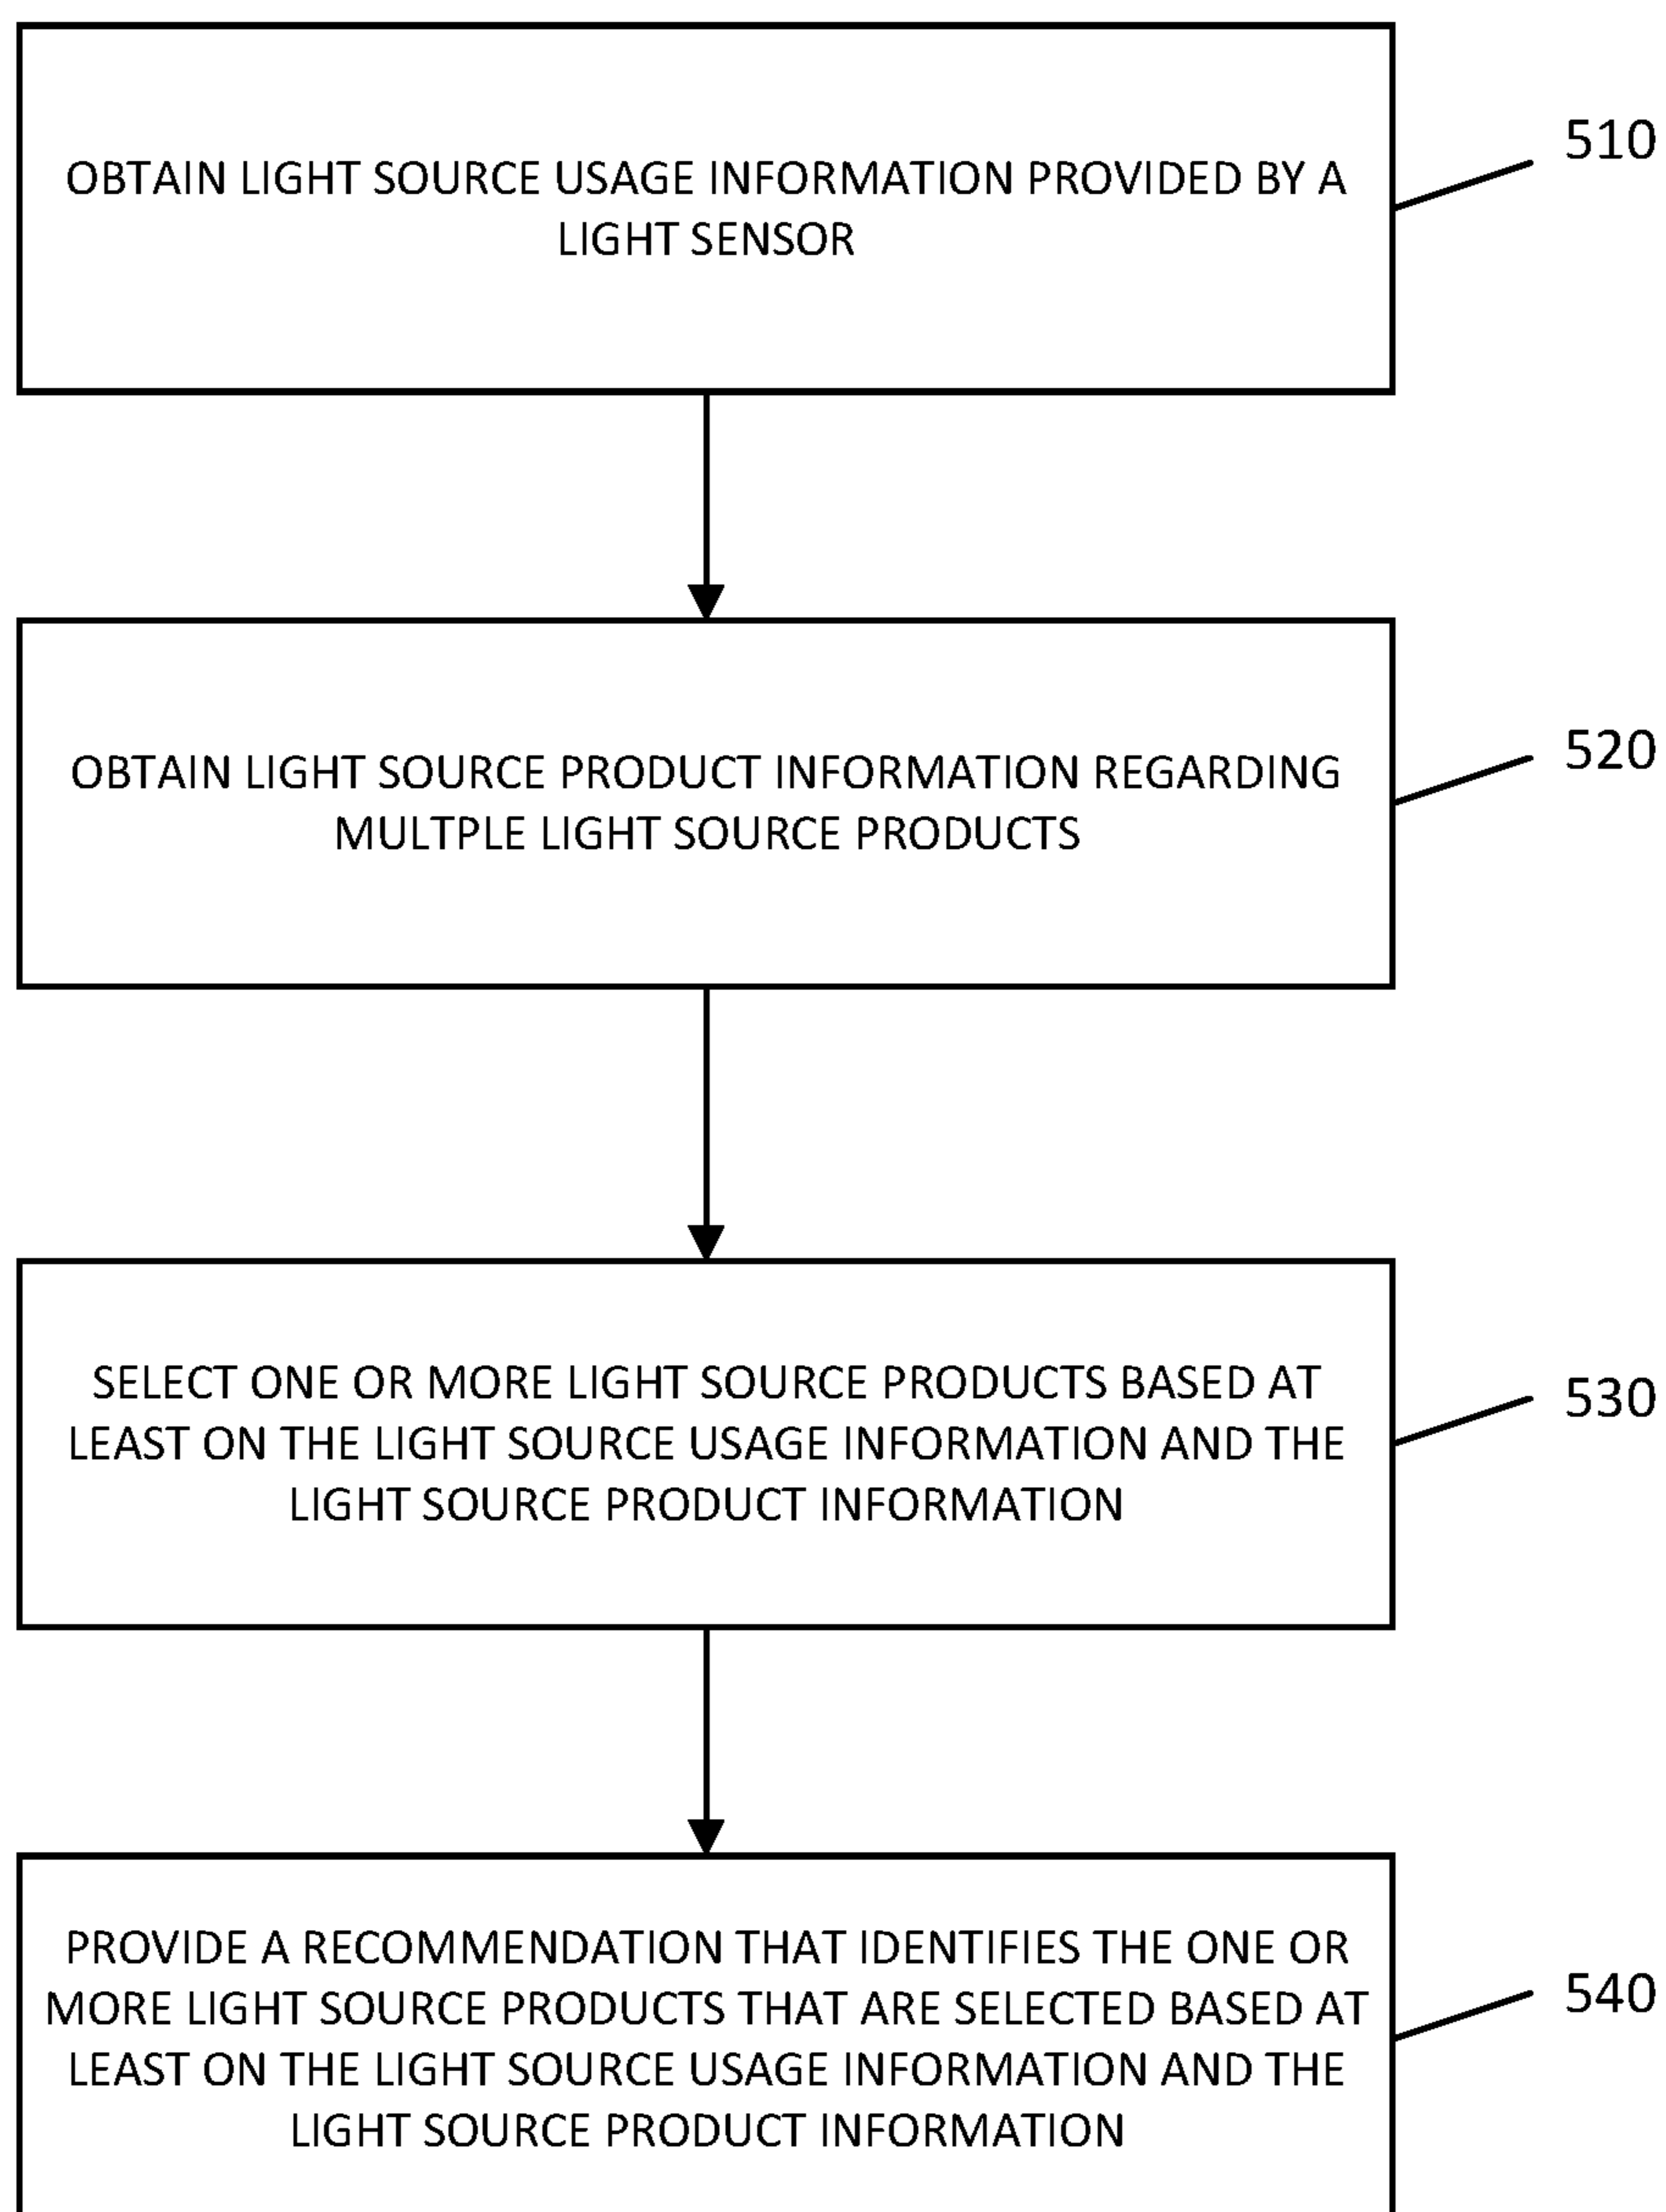 OBTAIN LIGHT SOURCE USAGE INFORMATION PROVIDED BY A
LIGHT SENSOR
510
OBTAIN LIGHT SOURCE PRODUCT INFORMATION REGARDING
MULTPLE LIGHT SOURCE PRODUCTS
520
SELECT ONE OR MORE LIGHT SOURCE PRODUCTS BASED AT
LEAST ON THE LIGHT SOURCE USAGE INFORMATION AND THE
LIGHT SOURCE PRODUCT INFORMATION
530
PROVIDE A RECOMMENDATION THAT IDENTIFIES THE ONE OR
MORE LIGHT SOURCE PRODUCTS THAT ARE SELECTED BASED AT
LEAST ON THE LIGHT SOURCE USAGE INFORMATION AND THE
LIGHT SOURCE PRODUCT INFORMATION
540